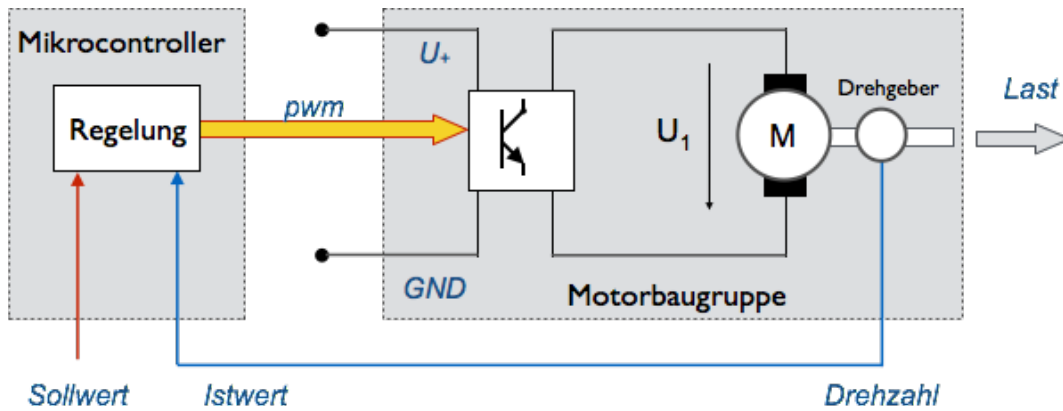 Mikrocontroller
Regelung
pwm
U+
GND
U1
M
Drehgeber
Last
Motorbaugruppe
Sollwert
Istwert
Drehzahl